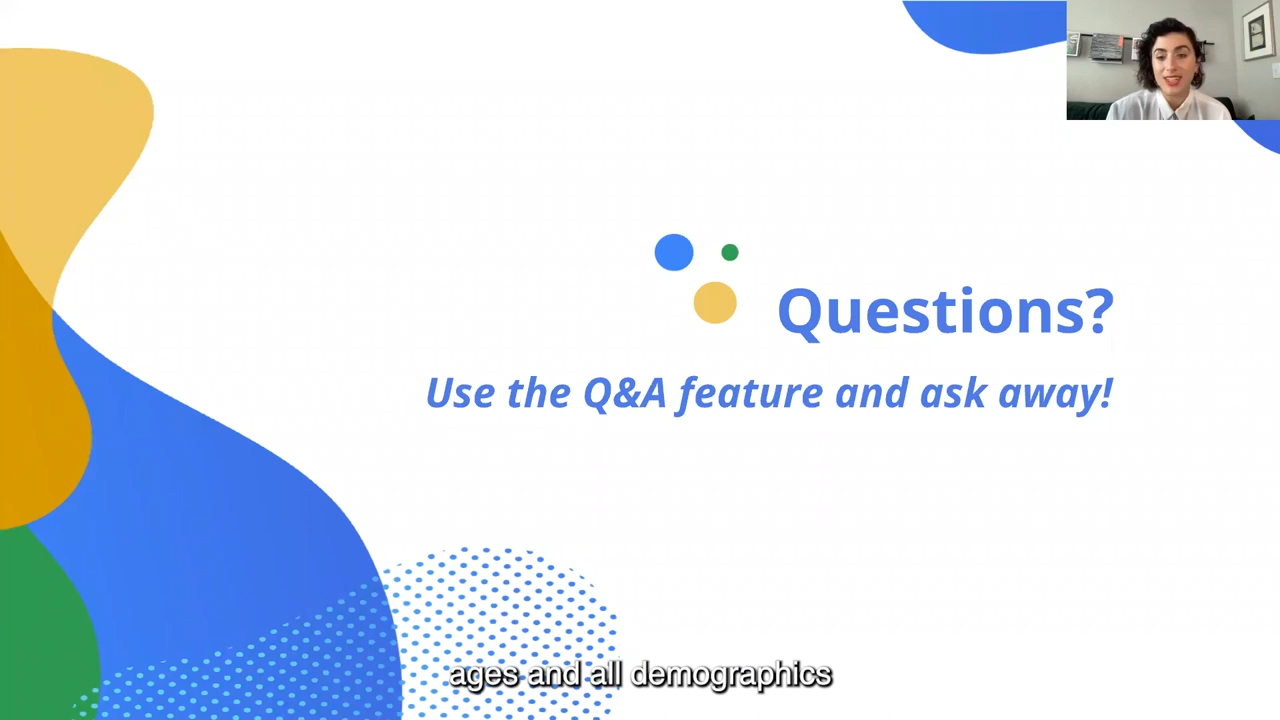 Questions?
Use the Q&A feature and ask away!
ages and all demographics